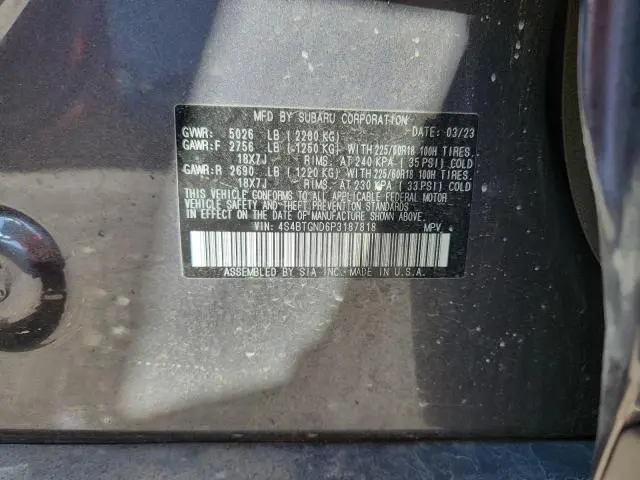 MFD BY SUBARU CORPORATION
GVWR: 5026 LB ( 2280 KG) DATE: 03/23
GAWR:F 2756 LB ( 1250 KG) WITH 225/60R18 100H TIRES,
18X7J RIMS, AT 240 KPA ( 35 PSI) COLD
GAWR:R 2690 LB ( 1220 KG) WITH 225/60R18 100H TIRES,
18X7J RIMS, AT 230 KPA ( 33 PSI) COLD
THIS VEHICLE CONFORMS TO ALL APPLICABLE FEDERAL MOTOR
VEHICLE SAFETY AND THEFT PREVENTION STANDARDS
IN EFFECT ON THE DATE OF MANUFACTURE SHOWN ABOVE.
VIN: 4S4BTGND6P3187818 MPV
ASSEMBLED BY SIA INC. MADE IN U.S.A.